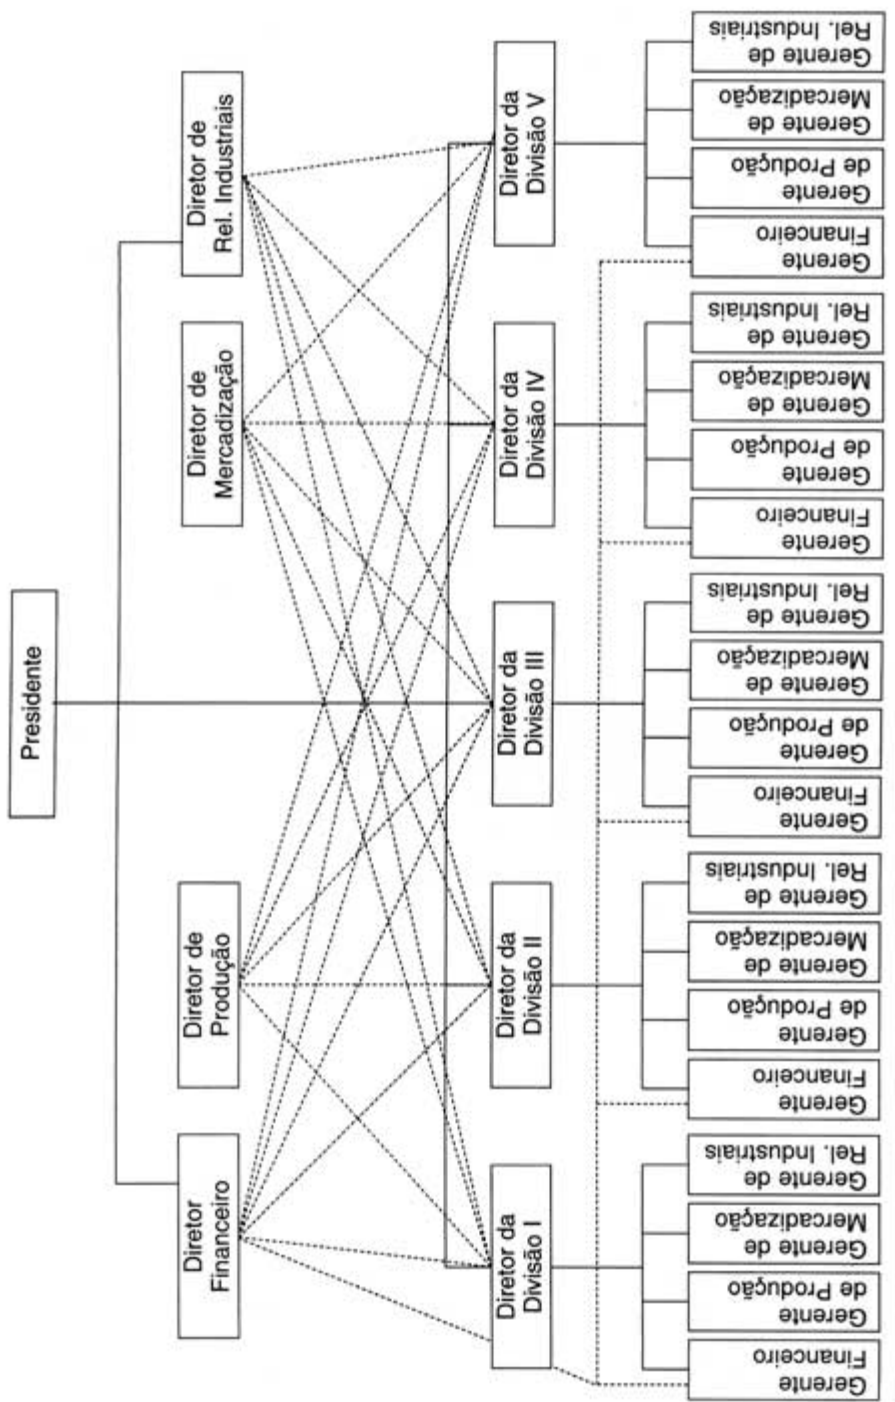 Presidente
Diretor
Financeiro
Diretor de
Produção
Diretor de
Mercadização
Diretor de
Rel. Industriais
Diretor da
Divisão I
Diretor da
Divisão II
Diretor da
Divisão III
Diretor da
Divisão IV
Diretor da
Divisão V
Gerente
Financeiro
Gerente
de Produção
Gerente de
Mercadização
Gerente de
Rel. Industriais
Gerente
Financeiro
Gerente
de Produção
Gerente de
Mercadização
Gerente de
Rel. Industriais
Gerente
Financeiro
Gerente
de Produção
Gerente de
Mercadização
Gerente de
Rel. Industriais
Gerente
Financeiro
Gerente
de Produção
Gerente de
Mercadização
Gerente de
Rel. Industriais
Gerente
Financeiro
Gerente
de Produção
Gerente de
Mercadização
Gerente de
Rel. Industriais